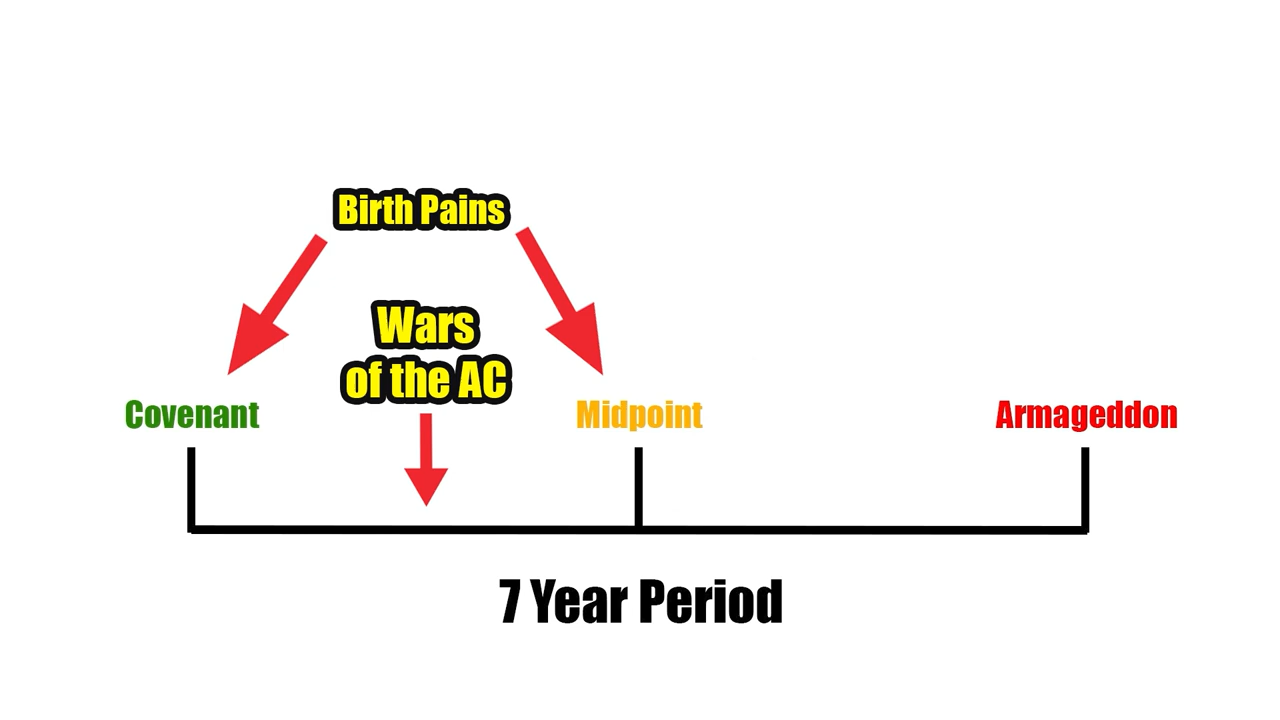 Birth Pains
Wars
of the AC
Covenant
Midpoint
Armageddon
7 Year Period